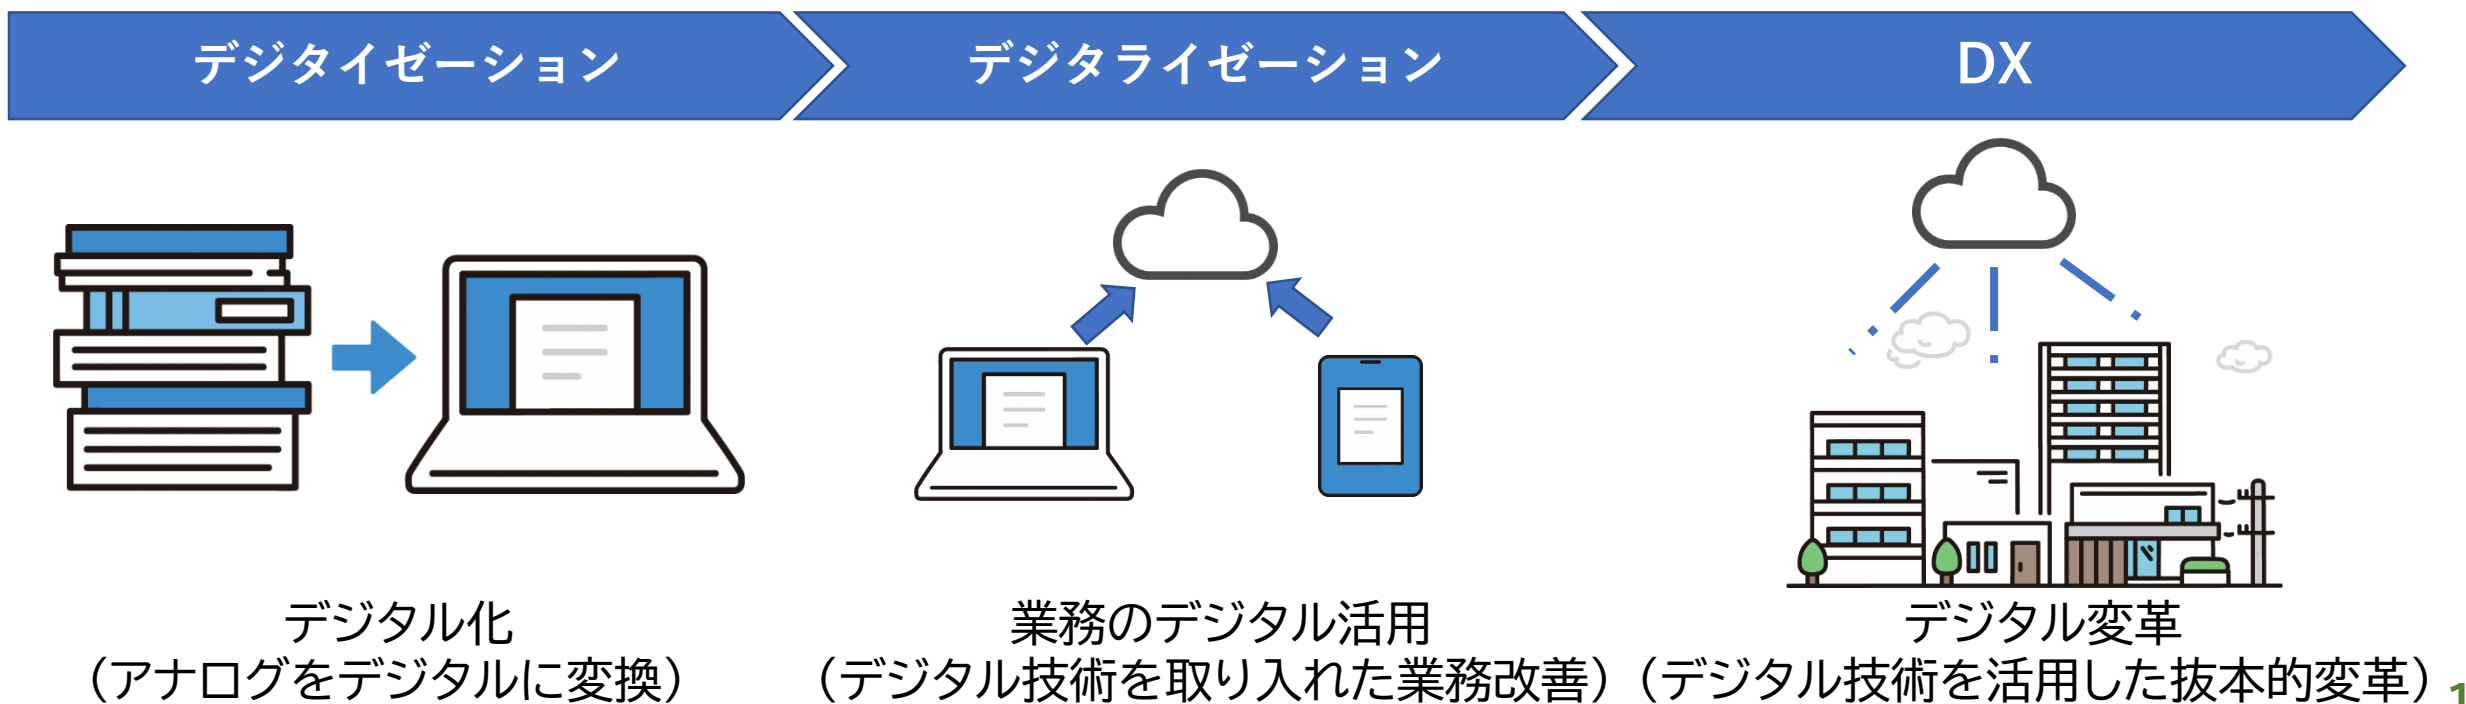 デジタイゼーション
デジタライゼーション
DX
デジタル化
（アナログをデジタルに変換）
業務のデジタル活用
（デジタル技術を取り入れた業務改善）
デジタル変革
（デジタル技術を活用した抜本的変革）
1